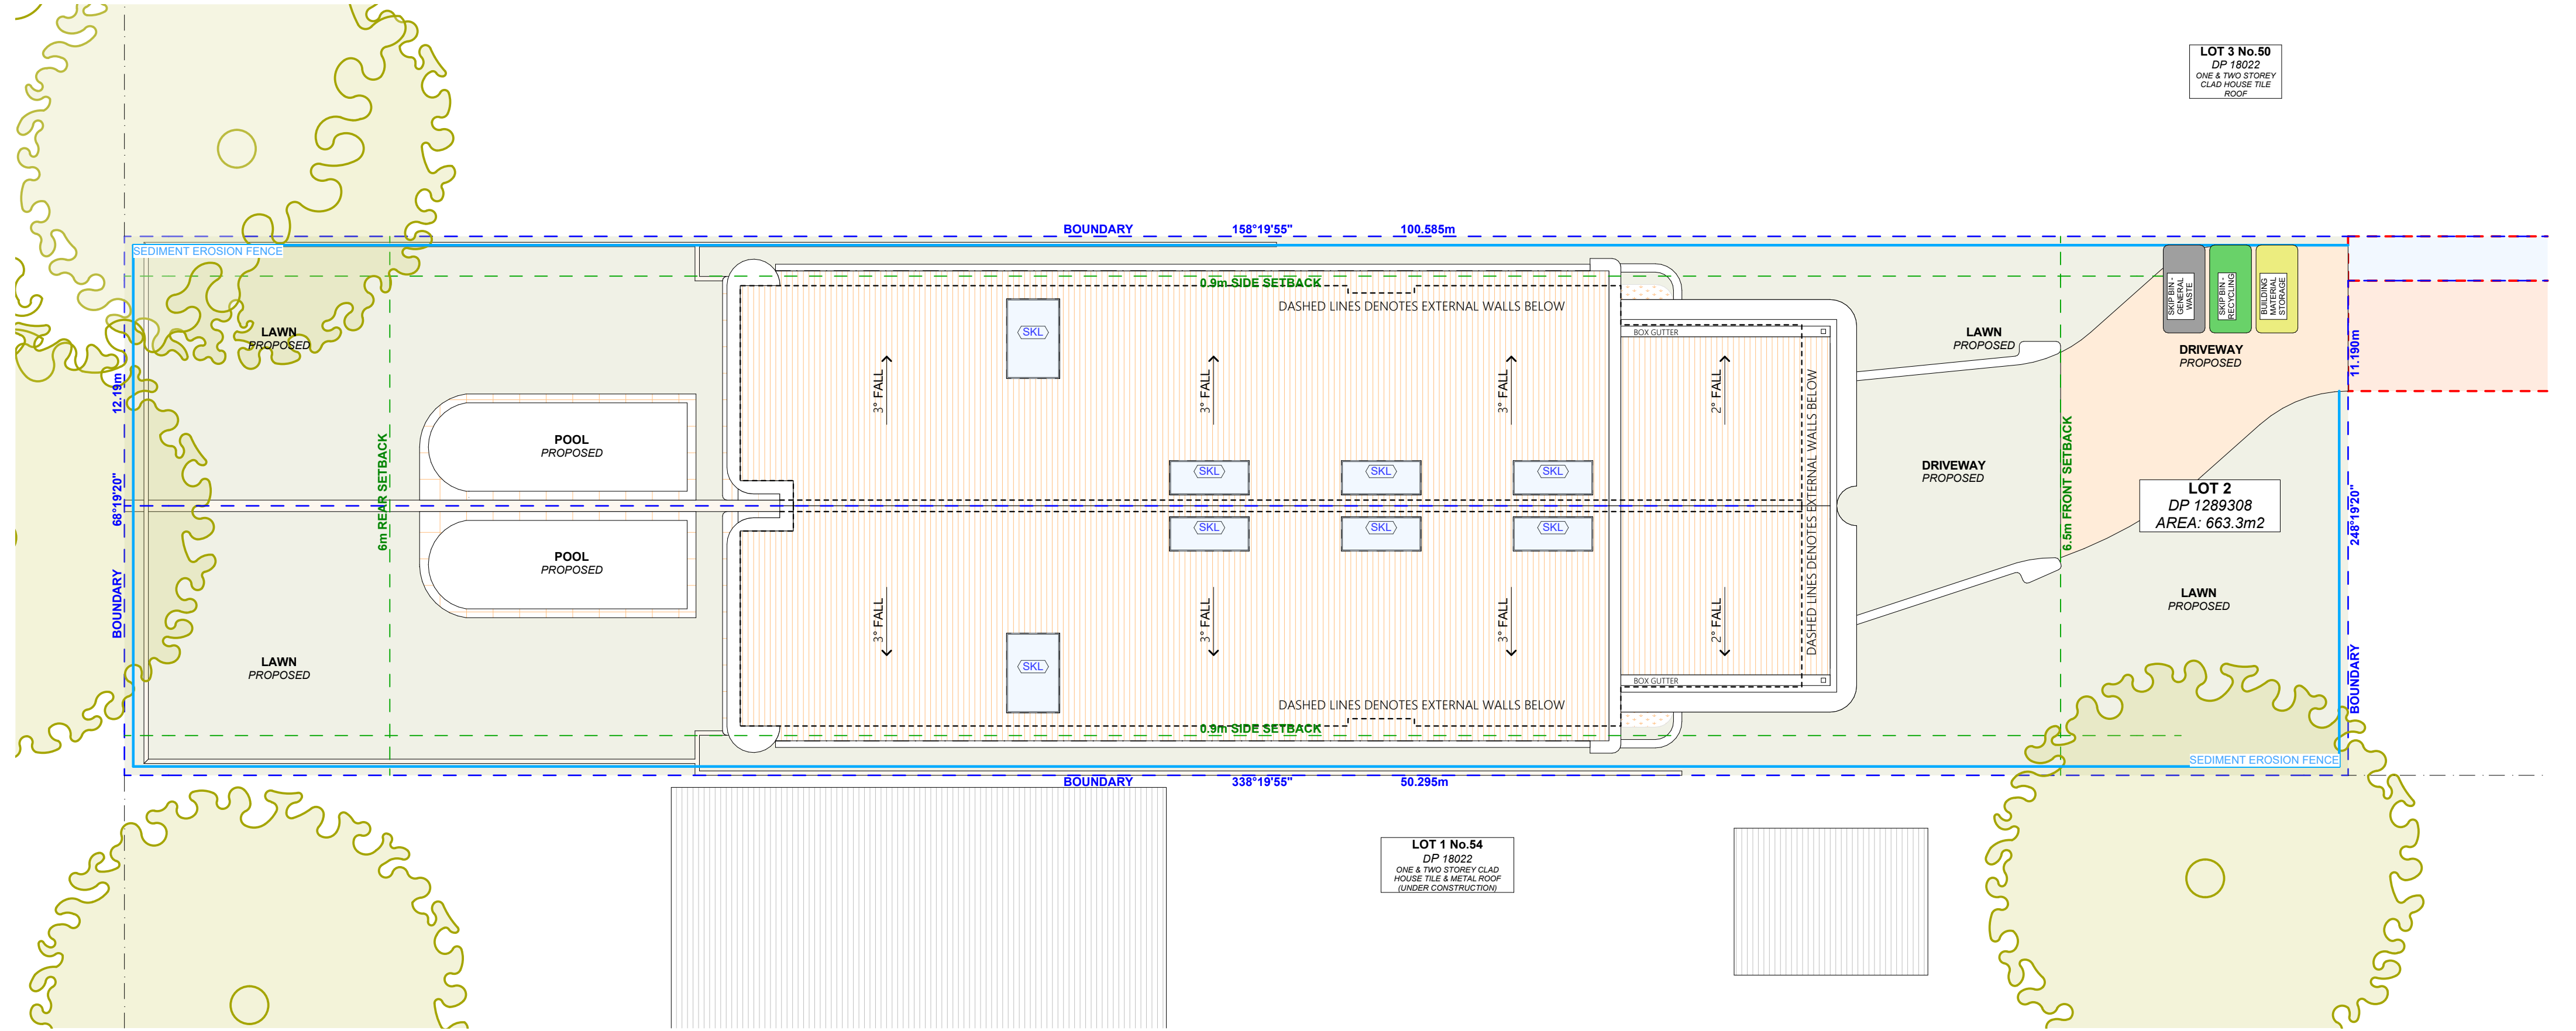 LOT 3 No.50
DP 18022
ONE & TWO STOREY
CLAD HOUSE TILE
ROOF
BOUNDARY 158°19'55" 100.585m
SEDIMENT EROSION FENCE
0.9m SIDE SETBACK
DASHED LINES DENOTES EXTERNAL WALLS BELOW
SKIP BIN -
GENERAL
WASTE
SKIP BIN -
RECYCLING
BUILDING
MATERIAL
STORAGE
LAWN
PROPOSED
SKL
BOX GUTTER
LAWN
PROPOSED
DRIVEWAY
PROPOSED
11.190m
12.19m
3° FALL
3° FALL
3° FALL
2° FALL
POOL
PROPOSED
SKL
SKL
SKL
DRIVEWAY
PROPOSED
LOT 2
DP 1289308
AREA: 663.3m2
68°19'20"
6m REAR SETBACK
DASHED LINES DENOTES EXTERNAL WALLS BELOW
6.5m FRONT SETBACK
248°19'20"
SKL
SKL
SKL
POOL
PROPOSED
BOUNDARY
3° FALL
3° FALL
3° FALL
2° FALL
LAWN
PROPOSED
LAWN
PROPOSED
SKL
BOX GUTTER
BOUNDARY
DASHED LINES DENOTES EXTERNAL WALLS BELOW
0.9m SIDE SETBACK
SEDIMENT EROSION FENCE
BOUNDARY 338°19'55" 50.295m
LOT 1 No.54
DP 18022
ONE & TWO STOREY CLAD
HOUSE TILE & METAL ROOF
(UNDER CONSTRUCTION)